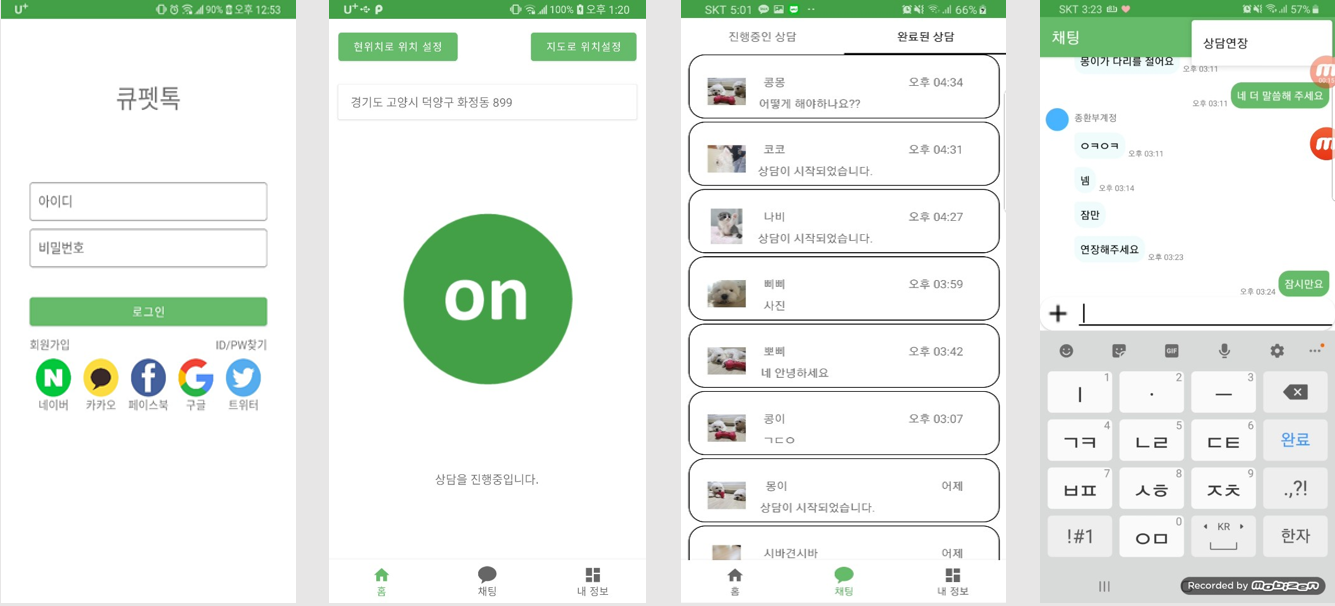 U+ 90% 오후 12:53
큐펫톡
아이디
비밀번호
로그인
회원가입 ID/PW찾기
N f G
네이버 카카오 페이스북 구글 트위터
U+ P 100% 오후 1:20
현위치로 위치 설정 지도로 위치설정
경기도 고양시 덕양구 화정동 899
on
상담을 진행중입니다.
홈 채팅 내 정보
SKT 5:01 66%
진행중인 상담 완료된 상담
콩몽 오후 04:34
어떻게 해야하나요??
코코 오후 04:31
상담이 시작되었습니다.
나비 오후 04:27
상담이 시작되었습니다.
삐삐 오후 03:59
사진
뽀삐 오후 03:42
네 안녕하세요
콩이 오후 03:07
ㄱㄷㅇ
몽이 어제
상담이 시작되었습니다.
시바견시바 어제
홈 채팅 내 정보
SKT 3:23 57%
채팅 상담연장
몽이가 다리를 절어요 오후 03:11
오후 03:11 네 더 말씀해 주세요
종환부계정
ㅇㅋㅇㅋ 오후 03:11
넴 오후 03:14
잠만
연장해주세요 오후 03:23
오후 03:24 잠시만요
GIF
ㅣ 1 · 2 ㅡ 3
ㄱㅋ 4 ㄴㄹ 5 ㄷㅌ 6 완료
ㅂㅍ 7 ㅅㅎ 8 ㅈㅊ 9 .,?!
!#1 ㅇㅁ 0 KR 한자
Recorded by Mobizen